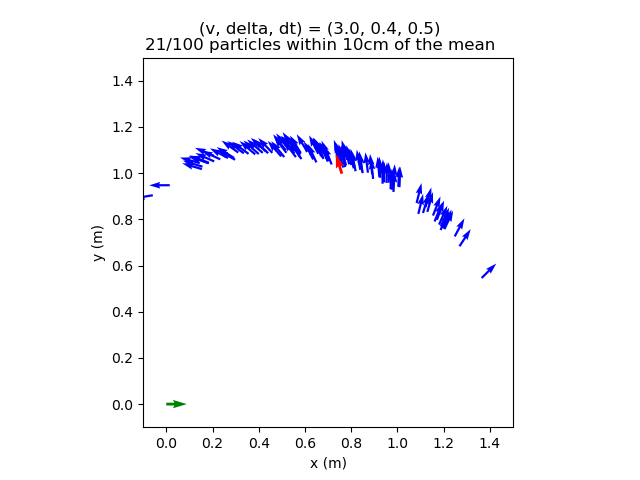 (v, delta, dt) = (3.0, 0.4, 0.5)
21/100 particles within 10cm of the mean
1.4
1.2
1.0
0.8
0.6
0.4
0.2
0.0
y (m)
0.0 0.2 0.4 0.6 0.8 1.0 1.2 1.4
x (m)